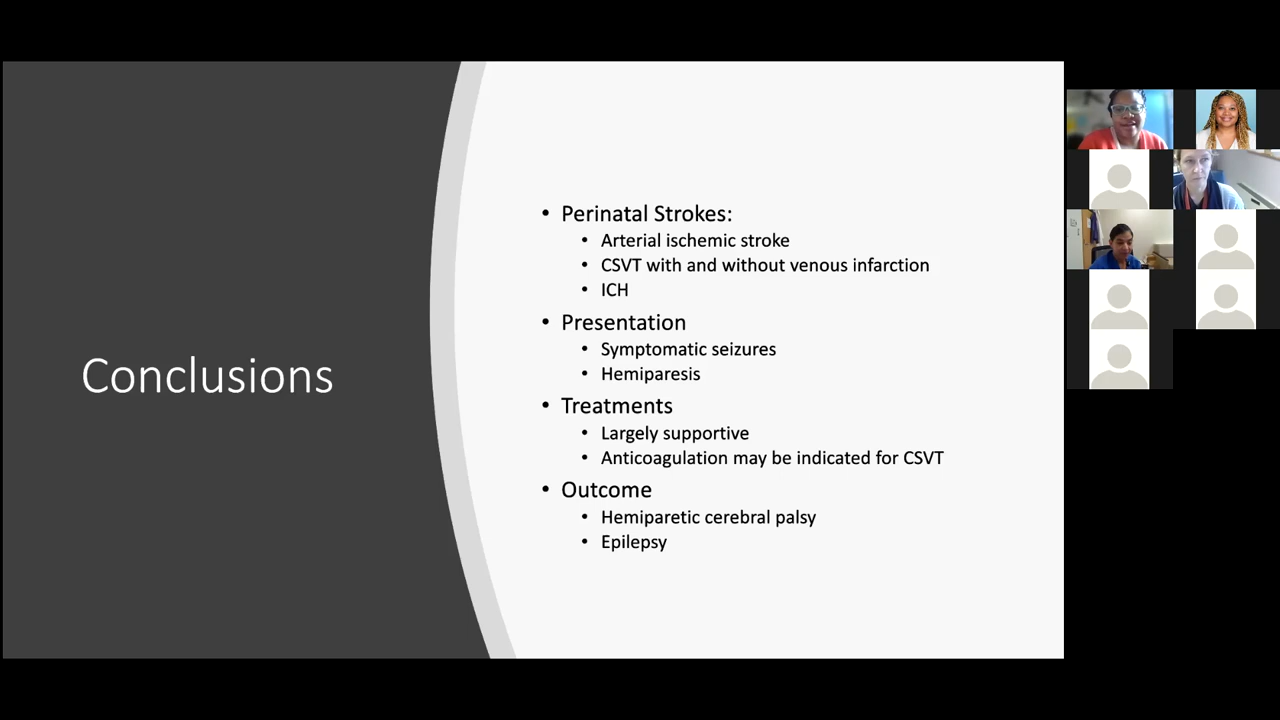 Conclusions
• Perinatal Strokes:
• Arterial ischemic stroke
• CSVT with and without venous infarction
• ICH
• Presentation
• Symptomatic seizures
• Hemiparesis
• Treatments
• Largely supportive
• Anticoagulation may be indicated for CSVT
• Outcome
• Hemiparetic cerebral palsy
• Epilepsy